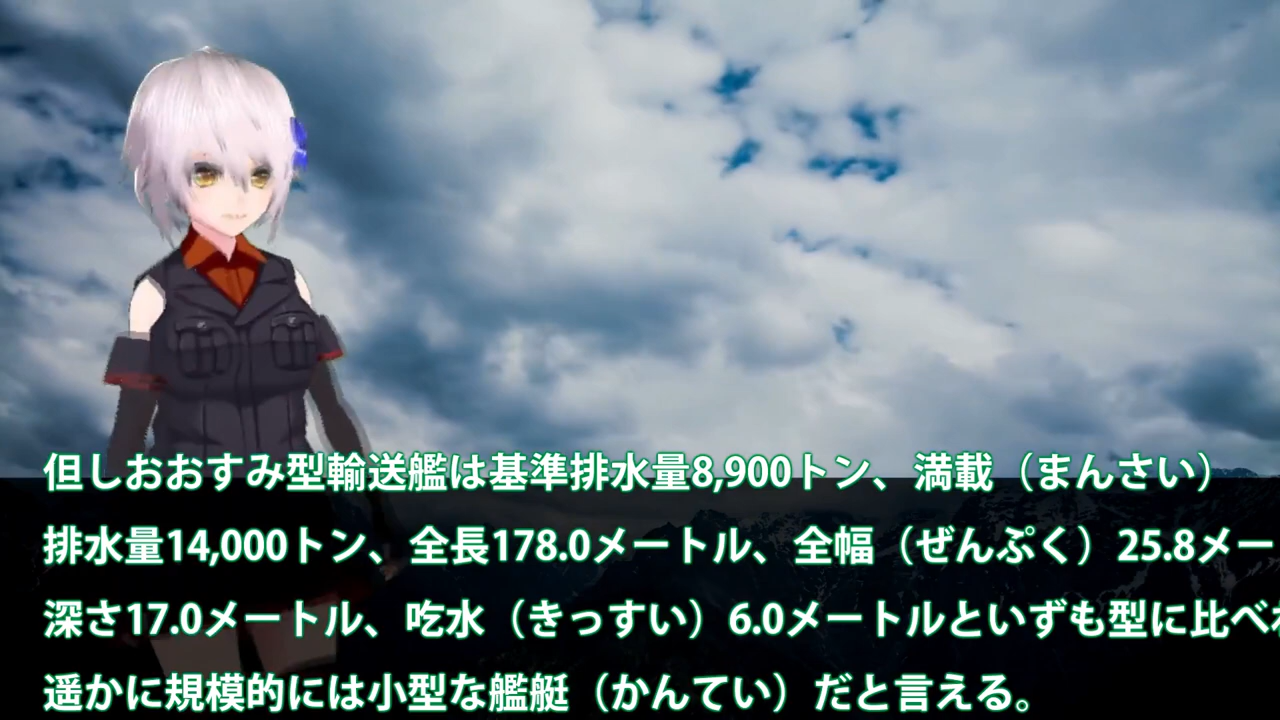 但しおおすみ型輸送艦は基準排水量8,900トン、満載（まんさい）
排水量14,000トン、全長178.0メートル、全幅（ぜんぷく）25.8メー
深さ17.0メートル、吃水（きっすい）6.0メートルといずも型に比べ
遥かに規模的には小型な艦艇（かんてい）だと言える。